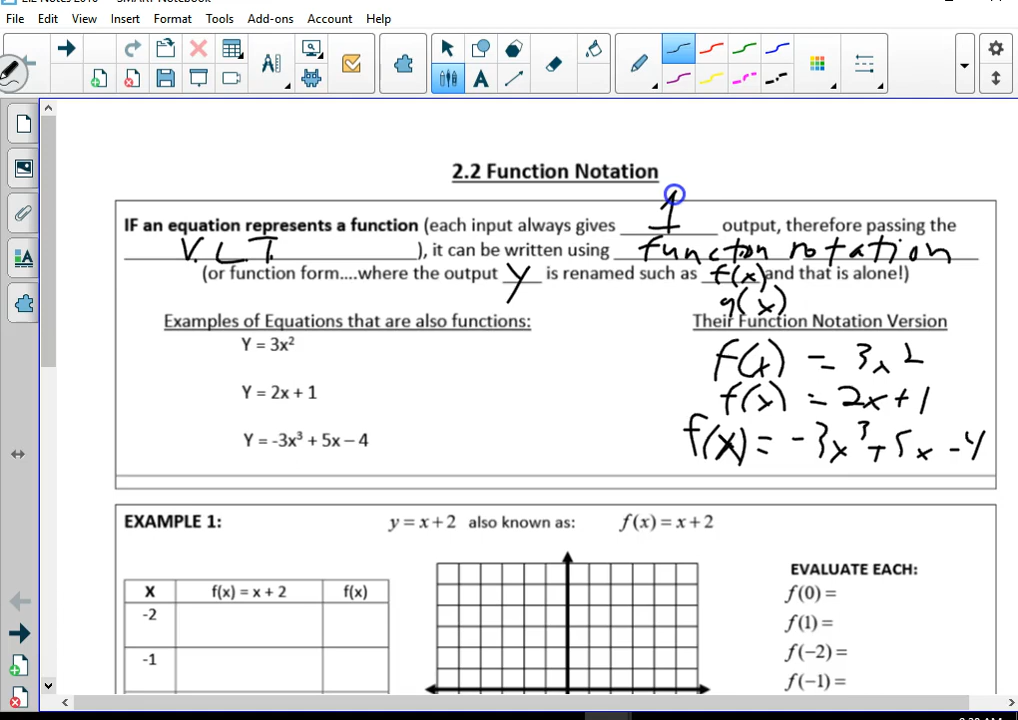 File Edit View Insert Format Tools Add-ons Account Help
2.2 Function Notation
IF an equation represents a function (each input always gives 1 output, therefore passing the
V.L.T. ), it can be written using function notation
(or function form....where the output y is renamed such as f(x) and that is alone!)
g(x)
Examples of Equations that are also functions: Their Function Notation Version
Y = 3x² f(x) = 3x2
Y = 2x + 1 f(x) = 2x+1
Y = -3x³ + 5x – 4 f(x) = -3x³+5x -4
EXAMPLE 1: y = x + 2 also known as: f(x) = x + 2
EVALUATE EACH:
X f(x) = x + 2 f(x) f(0) =
-2 f(1) =
f(−2) =
-1 f(−1) =